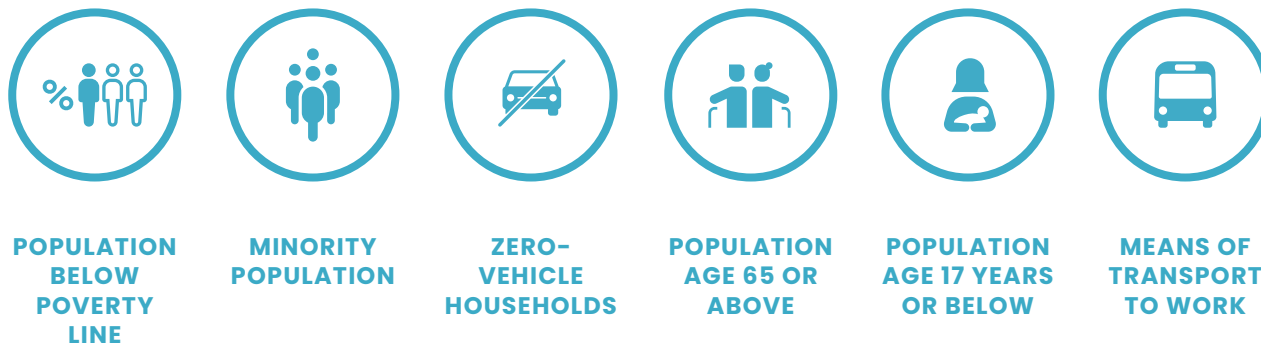 %
POPULATION
BELOW
POVERTY
LINE
MINORITY
POPULATION
ZERO-
VEHICLE
HOUSEHOLDS
POPULATION
AGE 65 OR
ABOVE
POPULATION
AGE 17 YEARS
OR BELOW
MEANS OF
TRANSPORT
TO WORK